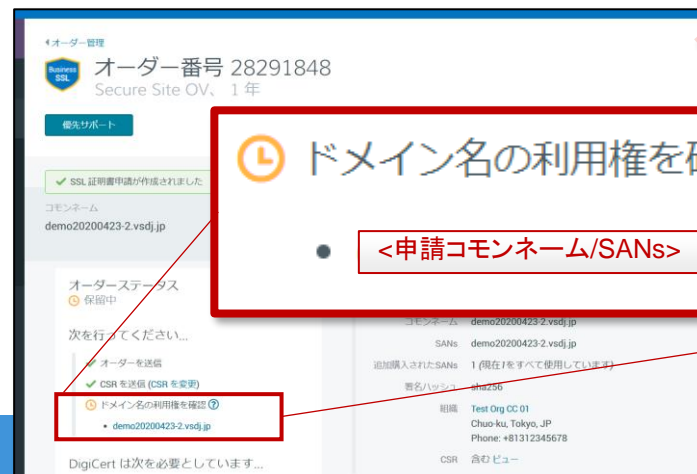 オーダー管理
Business SSL
オーダー番号 28291848
Secure Site OV、 1 年
優先サポート
SSL 証明書申請が作成されました
コモンネーム
demo20200423-2.vsdj.jp
ドメイン名の利用権を
<申請コモンネーム/SANs>
オーダーステータス
保留中
次を行ってください...
オーダーを送信
CSR を送信 (CSR を変更)
ドメイン名の利用権を確認
demo20200423-2.vsdj.jp
DigiCert は次を必要としています...
コモンネーム demo20200423-2.vsdj.jp
SANs demo20200423-2.vsdj.jp
追加購入されたSANs 1 (現在1をすべて使用しています)
署名ハッシュ sha256
組織 Test Org CC 01
Chuo-ku, Tokyo, JP
Phone: +81312345678
CSR 含む ビュー